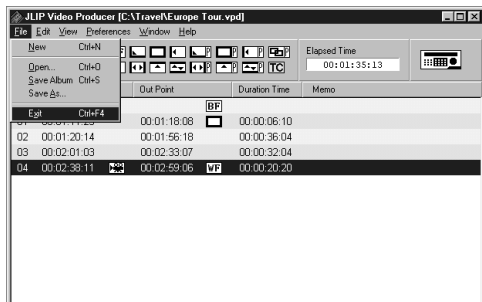 JLIP Video Producer [C:\Travel\Europe Tour.vpd]
File Edit View Preferences Window Help
New Ctrl+N
Open... Ctrl+O
Save Album Ctrl+S
Save As...
Exit Ctrl+F4
P P P P
P P P TC
Elapsed Time
00:01:35:13
Out Point Duration Time Memo
BF
00:01:18:08 00:00:06:10
02 00:01:20:14 00:01:56:18 00:00:36:04
03 00:02:01:03 00:02:33:07 00:00:32:04
04 00:02:38:11 00:02:59:06 WF 00:00:20:20